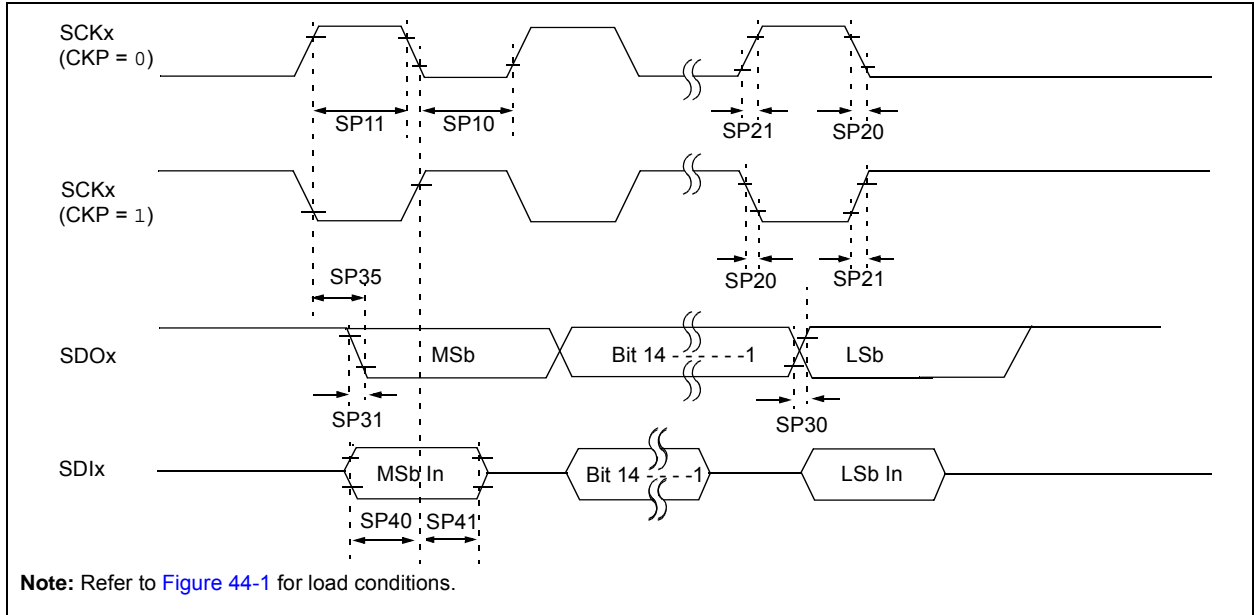 SCKx
(CKP = 0)
SP11
SP10
SP21
SP20
SCKx
(CKP = 1)
SP35
SP20
SP21
SDOx
MSb
Bit 14 - - - - - -1
LSb
SP31
SP30
SDIx
MSb In
Bit 14 - - - -1
LSb In
SP40
SP41
Note: Refer to Figure 44-1 for load conditions.